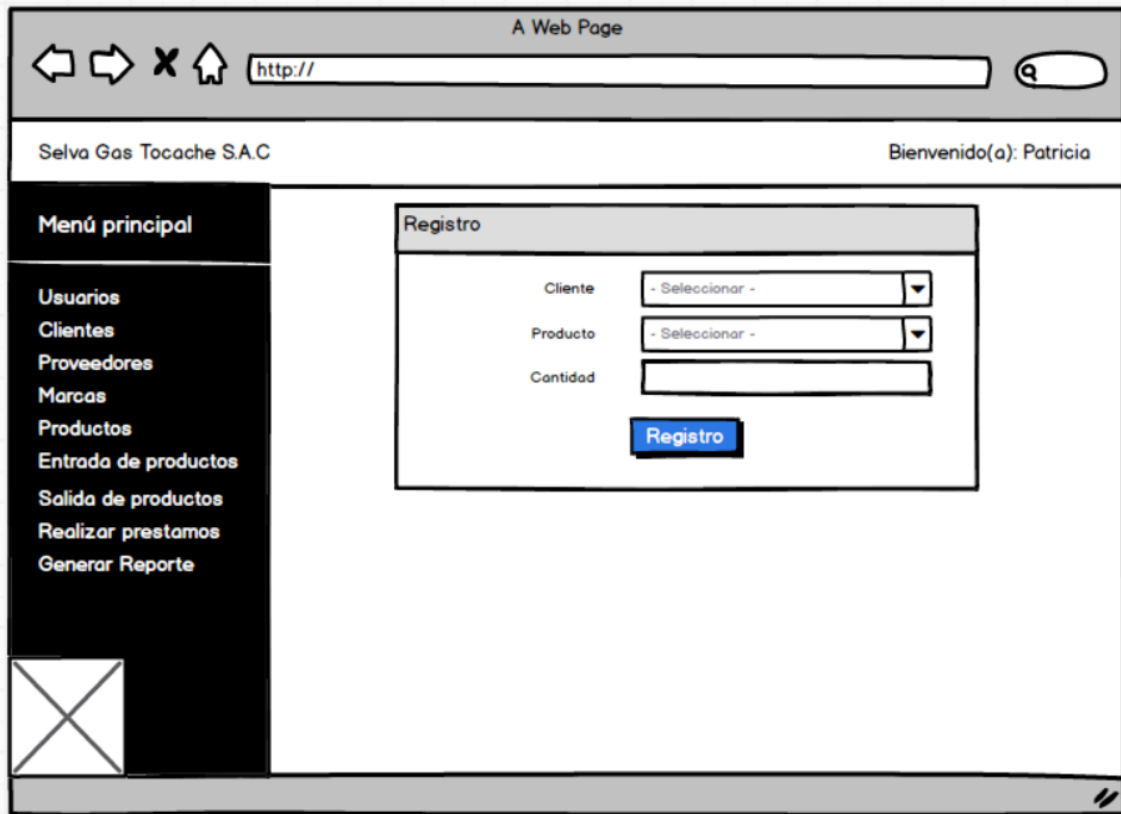 A Web Page
http://
Selva Gas Tocache S.A.C
Bienvenido(a): Patricia
Menú principal
Usuarios
Clientes
Proveedores
Marcas
Productos
Entrada de productos
Salida de productos
Realizar prestamos
Generar Reporte
Registro
Cliente
- Seleccionar -
Producto
- Seleccionar -
Cantidad
Registro